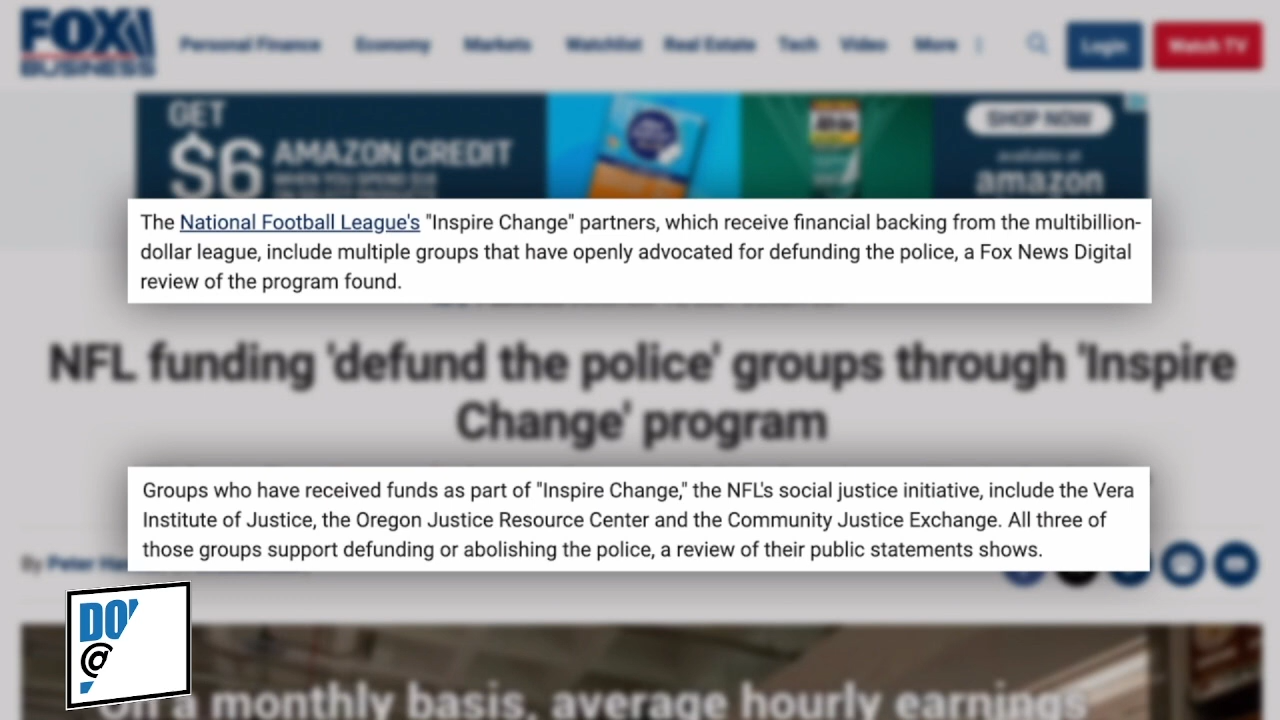 FOX
BUSINESS
Personal Finance Economy Markets Watchlist Real Estate Tech Video More Login Watch TV
GET
$6 AMAZON CREDIT
SHOP NOW
available at
amazon
The National Football League's "Inspire Change" partners, which receive financial backing from the multibillion-
dollar league, include multiple groups that have openly advocated for defunding the police, a Fox News Digital
review of the program found.
NFL funding 'defund the police' groups through 'Inspire
Change' program
Groups who have received funds as part of "Inspire Change," the NFL's social justice initiative, include the Vera
Institute of Justice, the Oregon Justice Resource Center and the Community Justice Exchange. All three of
those groups support defunding or abolishing the police, a review of their public statements shows.
By Peter
DO
@
On a monthly basis, average hourly earnings